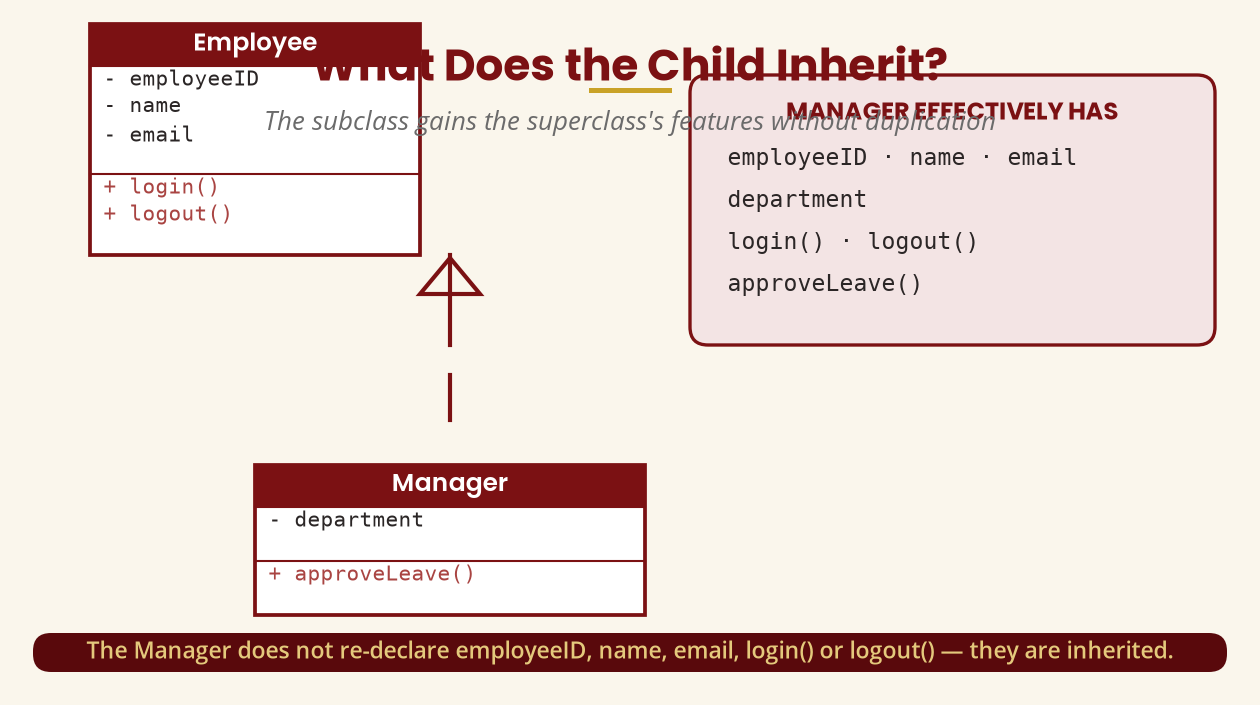 What Does the Child Inherit?
The subclass gains the superclass's features without duplication
Employee
- employeeID
- name
- email
+ login()
+ logout()
MANAGER EFFECTIVELY HAS
employeeID · name · email
department
login() · logout()
approveLeave()
Manager
- department
+ approveLeave()
The Manager does not re-declare employeeID, name, email, login() or logout() — they are inherited.